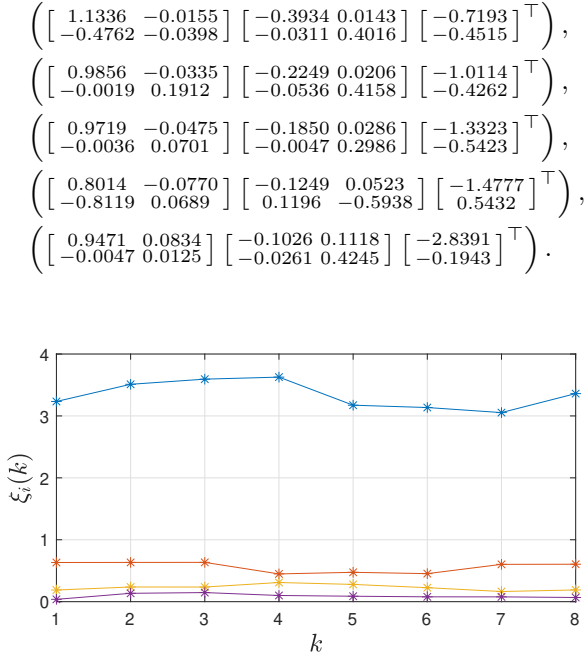 ( [ 1.1336 −0.0155 ] [ −0.3934 0.0143 ] [ −0.7193 ]⊤ ) ,
−0.4762 −0.0398 −0.0311 0.4016 −0.4515
( [ 0.9856 −0.0335 ] [ −0.2249 0.0206 ] [ −1.0114 ]⊤ ) ,
−0.0019 0.1912 −0.0536 0.4158 −0.4262
( [ 0.9719 −0.0475 ] [ −0.1850 0.0286 ] [ −1.3323 ]⊤ ) ,
−0.0036 0.0701 −0.0047 0.2986 −0.5423
( [ 0.8014 −0.0770 ] [ −0.1249 0.0523 ] [ −1.4777 ]⊤ ) ,
−0.8119 0.0689 0.1196 −0.5938 0.5432
( [ 0.9471 0.0834 ] [ −0.1026 0.1118 ] [ −2.8391 ]⊤ ) .
−0.0047 0.0125 −0.0261 0.4245 −0.1943
4
3
2
1
0
ξi(k)
1 2 3 4 5 6 7 8
k